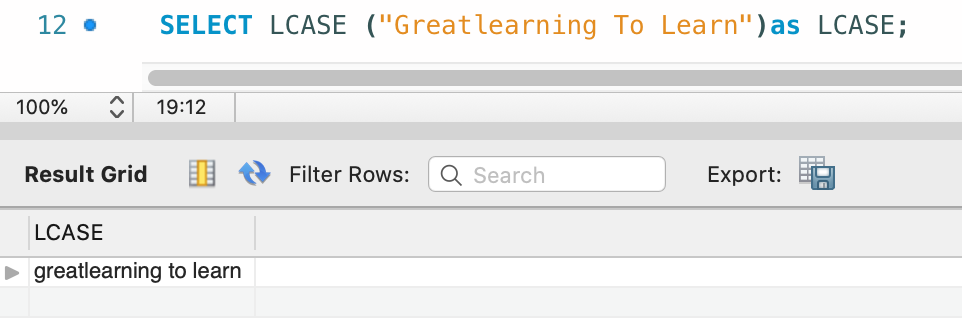 12 SELECT LCASE ("Greatlearning To Learn")as LCASE;
100% 19:12
Result Grid Filter Rows: Search Export:
LCASE
greatlearning to learn